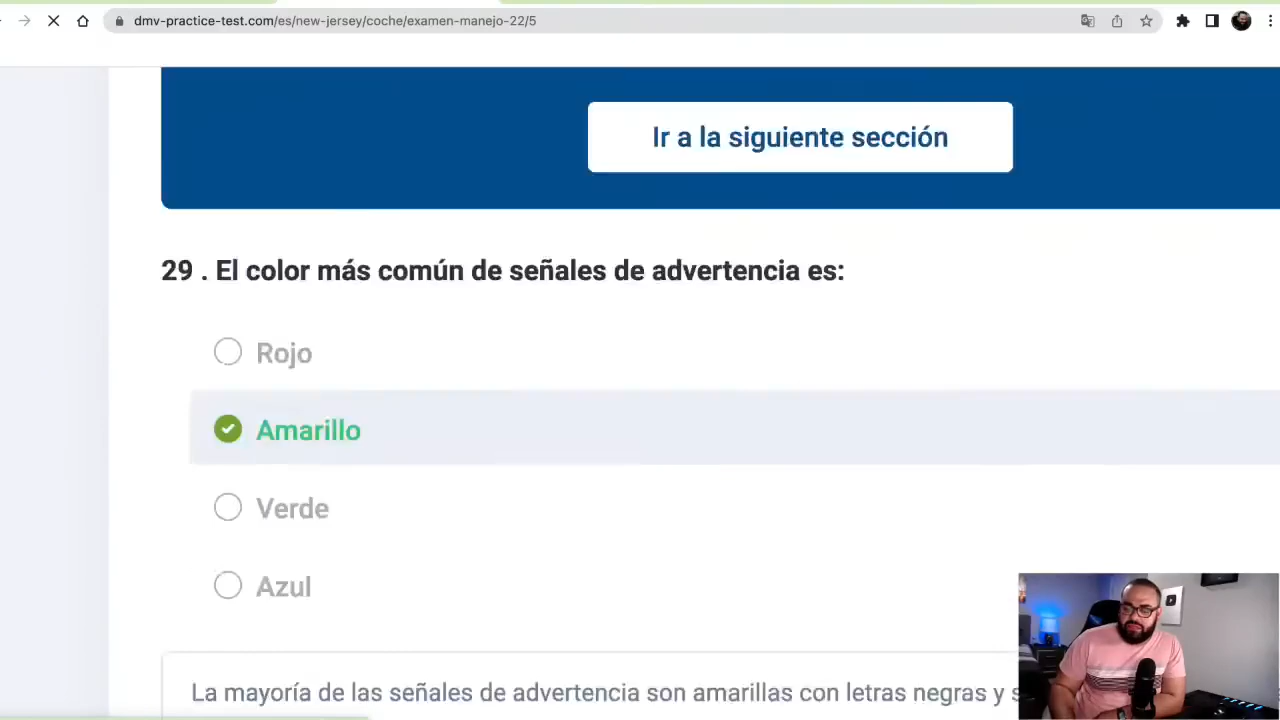 dmv-practice-test.com/es/new-jersey/coche/examen-manejo-22/5
Ir a la siguiente sección
29 . El color más común de señales de advertencia es:
Rojo
Amarillo
Verde
Azul
La mayoría de las señales de advertencia son amarillas con letras negras y